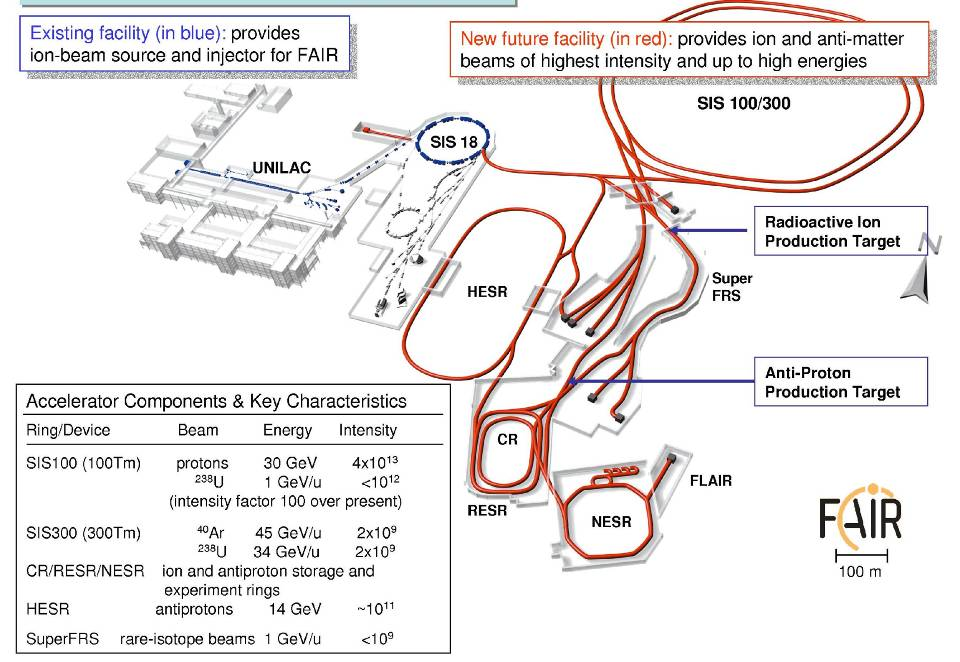 Existing facility (in blue): provides
ion-beam source and injector for FAIR
New future facility (in red): provides ion and anti-matter
beams of highest intensity and up to high energies
SIS 100/300
SIS 18
UNILAC
Radioactive Ion
Production Target
N
Super
FRS
HESR
Anti-Proton
Production Target
CR
FLAIR
RESR
NESR
FAIR
100 m
Accelerator Components & Key Characteristics
Ring/Device Beam Energy Intensity
SIS100 (100Tm) protons 30 GeV 4x10¹³
²³⁸U 1 GeV/u <10¹²
(intensity factor 100 over present)
SIS300 (300Tm) ⁴⁰Ar 45 GeV/u 2x10⁹
²³⁸U 34 GeV/u 2x10⁹
CR/RESR/NESR ion and antiproton storage and
experiment rings
HESR antiprotons 14 GeV ~10¹¹
SuperFRS rare-isotope beams 1 GeV/u <10⁹